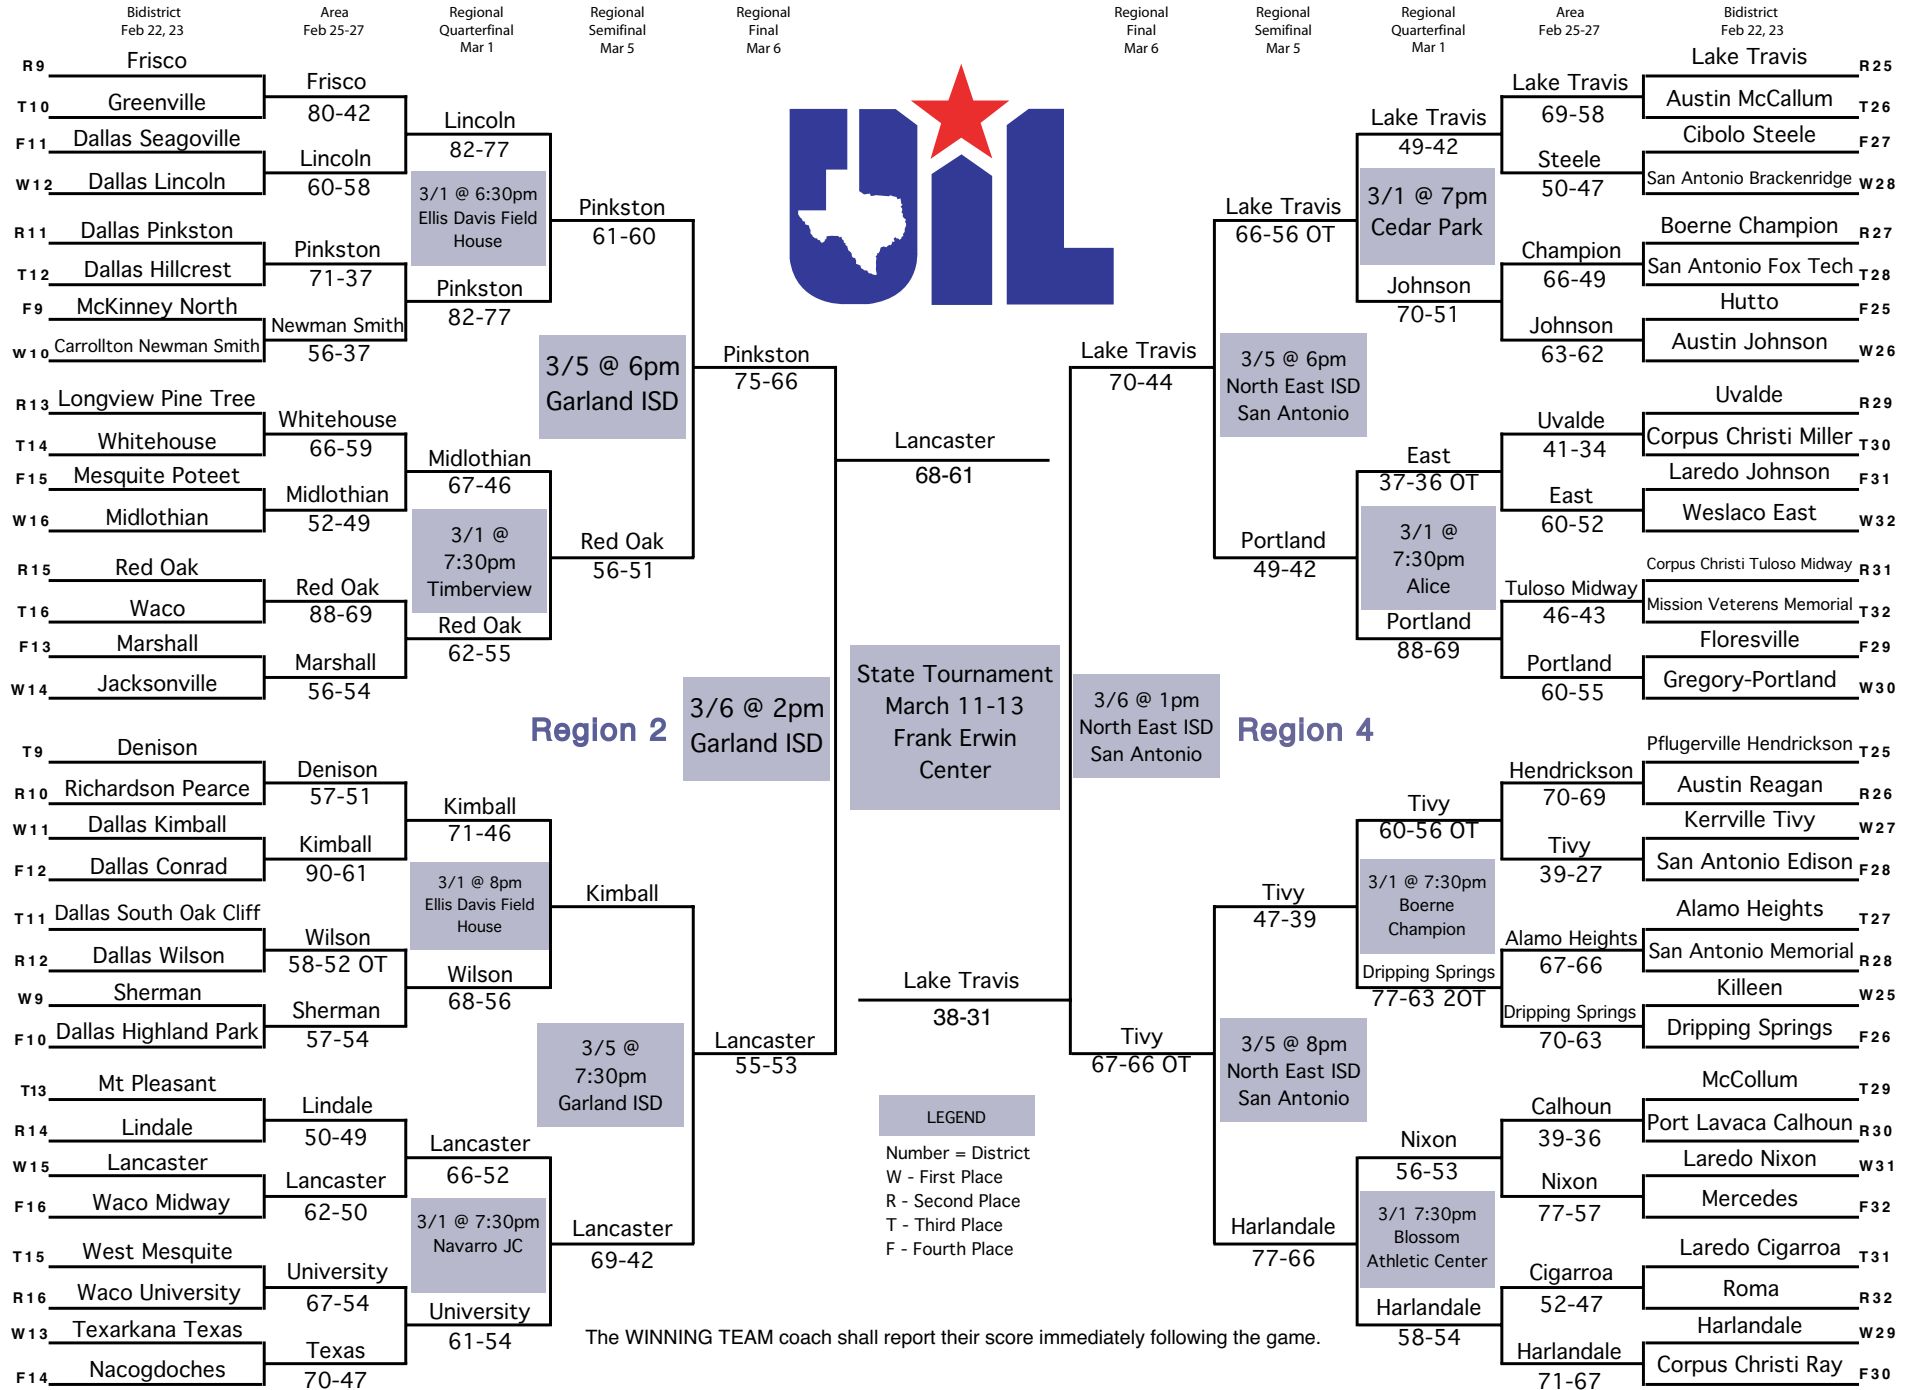 Bidistrict
Feb 22, 23
Area
Feb 25-27
Regional
Quarterfinal
Mar 1
Regional
Semifinal
Mar 5
Regional
Final
Mar 6
Regional
Final
Mar 6
Regional
Semifinal
Mar 5
Regional
Quarterfinal
Mar 1
Area
Feb 25-27
Bidistrict
Feb 22, 23
R9 Frisco
T10 Greenville
F11 Dallas Seagoville
W12 Dallas Lincoln
R11 Dallas Pinkston
T12 Dallas Hillcrest
F9 McKinney North
W10 Carrollton Newman Smith
R13 Longview Pine Tree
T14 Whitehouse
F15 Mesquite Poteet
W16 Midlothian
R15 Red Oak
T16 Waco
F13 Marshall
W14 Jacksonville
T9 Denison
R10 Richardson Pearce
W11 Dallas Kimball
F12 Dallas Conrad
T11 Dallas South Oak Cliff
R12 Dallas Wilson
W9 Sherman
F10 Dallas Highland Park
T13 Mt Pleasant
R14 Lindale
W15 Lancaster
F16 Waco Midway
T15 West Mesquite
R16 Waco University
W13 Texarkana Texas
F14 Nacogdoches
Frisco
80-42
Lincoln
60-58
Pinkston
71-37
Newman Smith
56-37
Whitehouse
66-59
Midlothian
52-49
Red Oak
88-69
Marshall
56-54
Denison
57-51
Kimball
90-61
Wilson
58-52 OT
Sherman
57-54
Lindale
50-49
Lancaster
62-50
University
67-54
Texas
70-47
Lincoln
82-77
3/1 @ 6:30pm
Ellis Davis Field
House
Pinkston
82-77
Midlothian
67-46
3/1 @
7:30pm
Timberview
Red Oak
62-55
Kimball
71-46
3/1 @ 8pm
Ellis Davis Field
House
Wilson
68-56
Lancaster
66-52
3/1 @ 7:30pm
Navarro JC
University
61-54
Pinkston
61-60
3/5 @ 6pm
Garland ISD
Red Oak
56-51
Region 2
Kimball
3/5 @
7:30pm
Garland ISD
Lancaster
69-42
Pinkston
75-66
3/6 @ 2pm
Garland ISD
Lancaster
55-53
UIL
Lancaster
68-61
State Tournament
March 11-13
Frank Erwin
Center
Lake Travis
38-31
LEGEND
Number = District
W - First Place
R - Second Place
T - Third Place
F - Fourth Place
The WINNING TEAM coach shall report their score immediately following the game.
Lake Travis
70-44
3/6 @ 1pm
North East ISD
San Antonio
Tivy
67-66 OT
Lake Travis
66-56 OT
3/5 @ 6pm
North East ISD
San Antonio
Portland
49-42
Region 4
Tivy
47-39
3/5 @ 8pm
North East ISD
San Antonio
Harlandale
77-66
Lake Travis
49-42
3/1 @ 7pm
Cedar Park
Johnson
70-51
East
37-36 OT
3/1 @
7:30pm
Alice
Portland
88-69
Tivy
60-56 OT
3/1 @ 7:30pm
Boerne
Champion
Dripping Springs
77-63 2OT
Nixon
56-53
3/1 7:30pm
Blossom
Athletic Center
Harlandale
58-54
Lake Travis
69-58
Steele
50-47
Champion
66-49
Johnson
63-62
Uvalde
41-34
East
60-52
Tuloso Midway
46-43
Portland
60-55
Hendrickson
70-69
Tivy
39-27
Alamo Heights
67-66
Dripping Springs
70-63
Calhoun
39-36
Nixon
77-57
Cigarroa
52-47
Harlandale
71-67
Lake Travis R25
Austin McCallum T26
Cibolo Steele F27
San Antonio Brackenridge W28
Boerne Champion R27
San Antonio Fox Tech T28
Hutto F25
Austin Johnson W26
Uvalde R29
Corpus Christi Miller T30
Laredo Johnson F31
Weslaco East W32
Corpus Christi Tuloso Midway R31
Mission Veterens Memorial T32
Floresville F29
Gregory-Portland W30
Pflugerville Hendrickson T25
Austin Reagan R26
Kerrville Tivy W27
San Antonio Edison F28
Alamo Heights T27
San Antonio Memorial R28
Killeen W25
Dripping Springs F26
McCollum T29
Port Lavaca Calhoun R30
Laredo Nixon W31
Mercedes F32
Laredo Cigarroa T31
Roma R32
Harlandale W29
Corpus Christi Ray F30